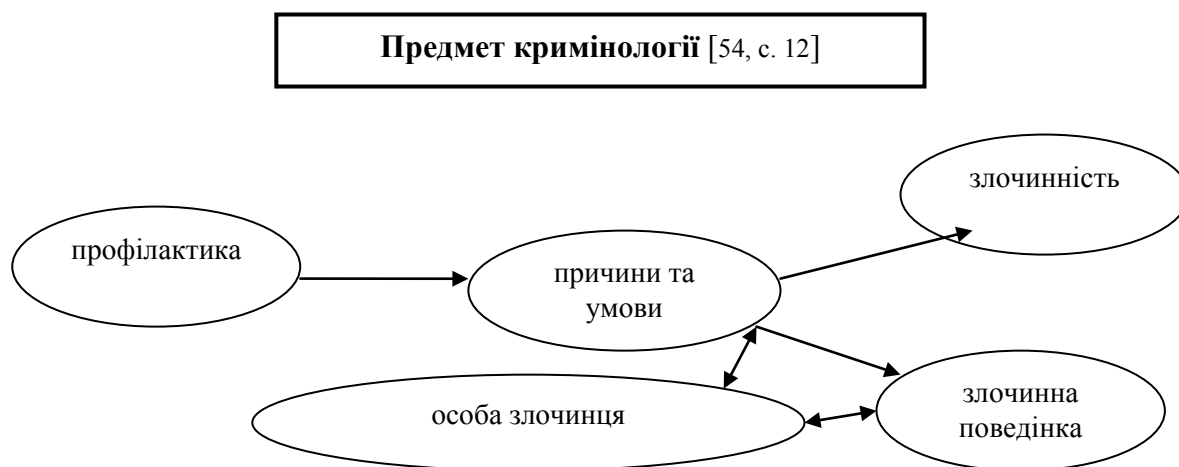 Предмет кримінології [54, с. 12]
злочинність
профілактика
причини та
умови
особа злочинця
злочинна
поведінка